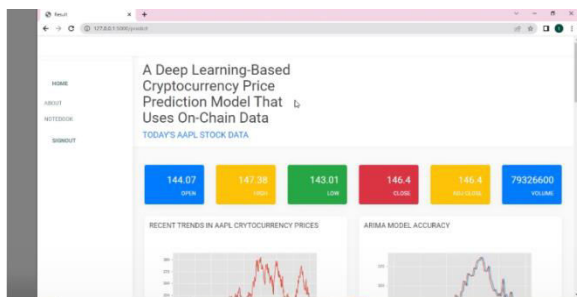 Result
127.0.0.1:5000/predict
HOME
ABOUT
NOTEBOOK
SIGNOUT
A Deep Learning-Based
Cryptocurrency Price
Prediction Model That
Uses On-Chain Data
TODAY'S AAPL STOCK DATA
144.07
OPEN
147.38
HIGH
143.01
LOW
146.4
CLOSE
146.4
ADJ CLOSE
79326600
VOLUME
RECENT TRENDS IN AAPL CRYTOCURRENCY PRICES
ARIMA MODEL ACCURACY